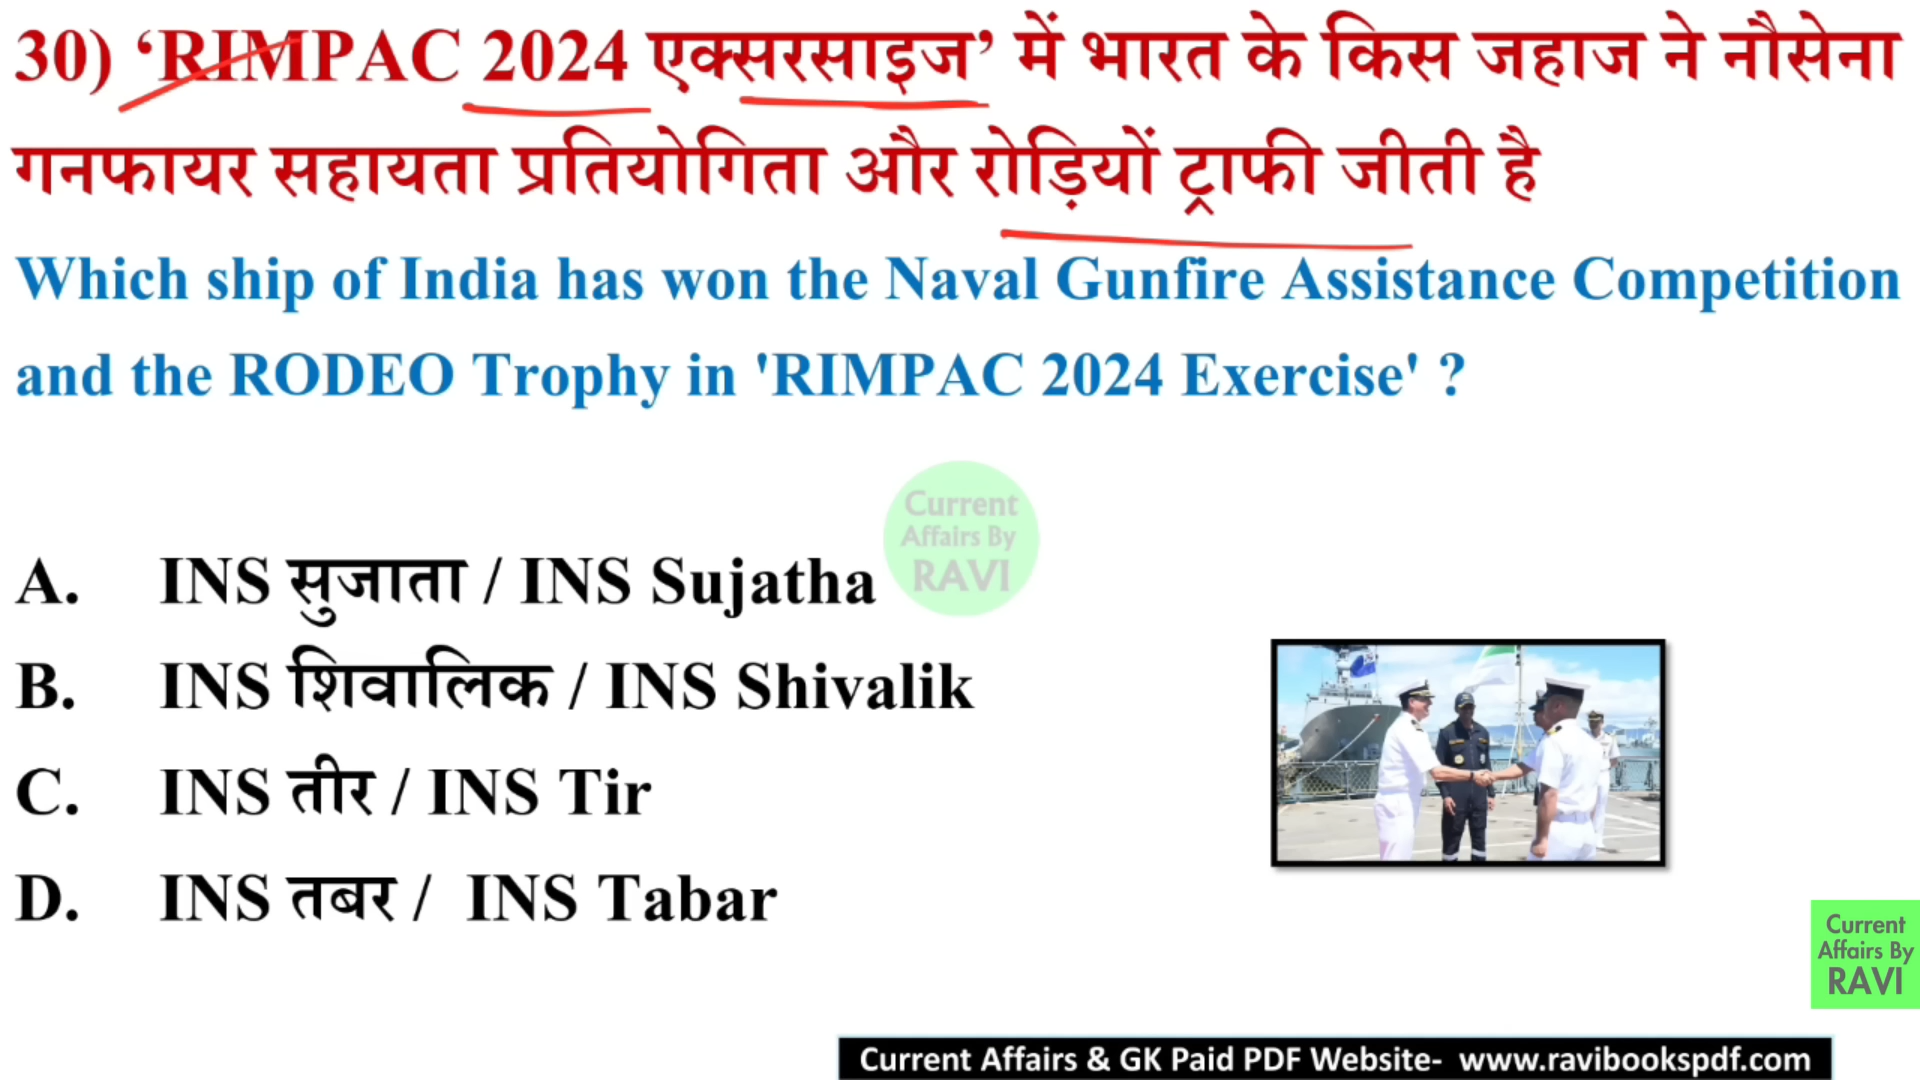 30) ‘RIMPAC 2024 एक्सरसाइज’ में भारत के किस जहाज ने नौसेना
गनफायर सहायता प्रतियोगिता और रोड़ियों ट्राफी जीती है
Which ship of India has won the Naval Gunfire Assistance Competition
and the RODEO Trophy in 'RIMPAC 2024 Exercise' ?
Current
Affairs By
RAVI
A. INS सुजाता / INS Sujatha
B. INS शिवालिक / INS Shivalik
C. INS तीर / INS Tir
D. INS तबर / INS Tabar
Current
Affairs By
RAVI
Current Affairs & GK Paid PDF Website- www.ravibookspdf.com